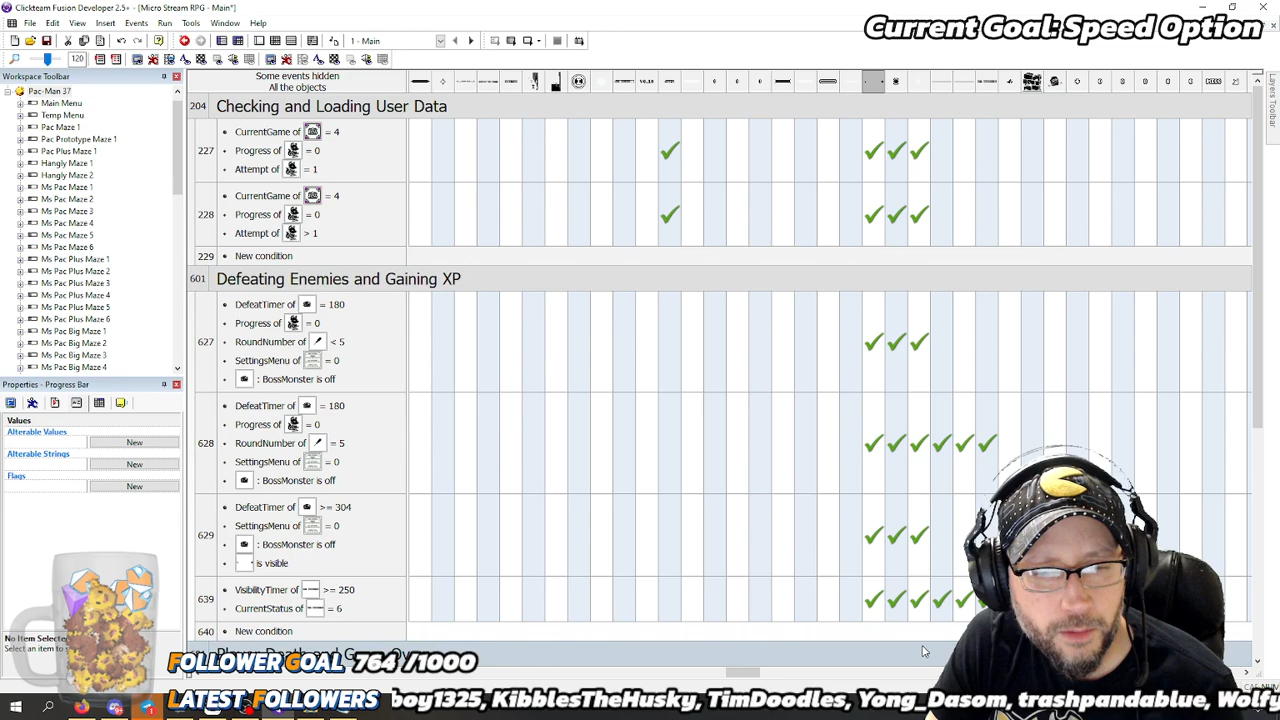 Clickteam Fusion Developer 2.5+ - [Micro Stream RPG - Main*]
Current Goal: Speed Option
File Edit View Insert Events Run Tools Window Help
1 - Main
120
Workspace Toolbar
Some events hidden
All the objects
Layers Toolbar
Pac-Man 37
Main Menu
Temp Menu
Pac Maze 1
Pac Prototype Maze 1
Pac Plus Maze 1
Hangly Maze 1
Hangly Maze 2
Ms Pac Maze 1
Ms Pac Maze 2
Ms Pac Maze 3
Ms Pac Maze 4
Ms Pac Maze 5
Ms Pac Maze 6
Ms Pac Plus Maze 1
Ms Pac Plus Maze 2
Ms Pac Plus Maze 3
Ms Pac Plus Maze 4
Ms Pac Plus Maze 5
Ms Pac Plus Maze 6
Ms Pac Big Maze 1
Ms Pac Big Maze 2
Ms Pac Big Maze 3
Ms Pac Big Maze 4
Properties - Progress Bar
Values
Alterable Values
New
Alterable Strings
New
Flags
New
No Item Selected
Select an item to
204 Checking and Loading User Data
227
CurrentGame of = 4
Progress of = 0
Attempt of = 1
228
CurrentGame of = 4
Progress of = 0
Attempt of > 1
229 New condition
601 Defeating Enemies and Gaining XP
627
DefeatTimer of = 180
Progress of = 0
RoundNumber of < 5
SettingsMenu of = 0
: BossMonster is off
628
DefeatTimer of = 180
Progress of = 0
RoundNumber of = 5
SettingsMenu of = 0
: BossMonster is off
629
DefeatTimer of >= 304
SettingsMenu of = 0
: BossMonster is off
is visible
639
VisibilityTimer of >= 250
CurrentStatus of = 6
640 New condition
Follower Goal 764 /1000
Latest Followers boy1325, KibblesTheHusky, TimDoodles, Yong_Dasom, trashpandablue, Wolfy